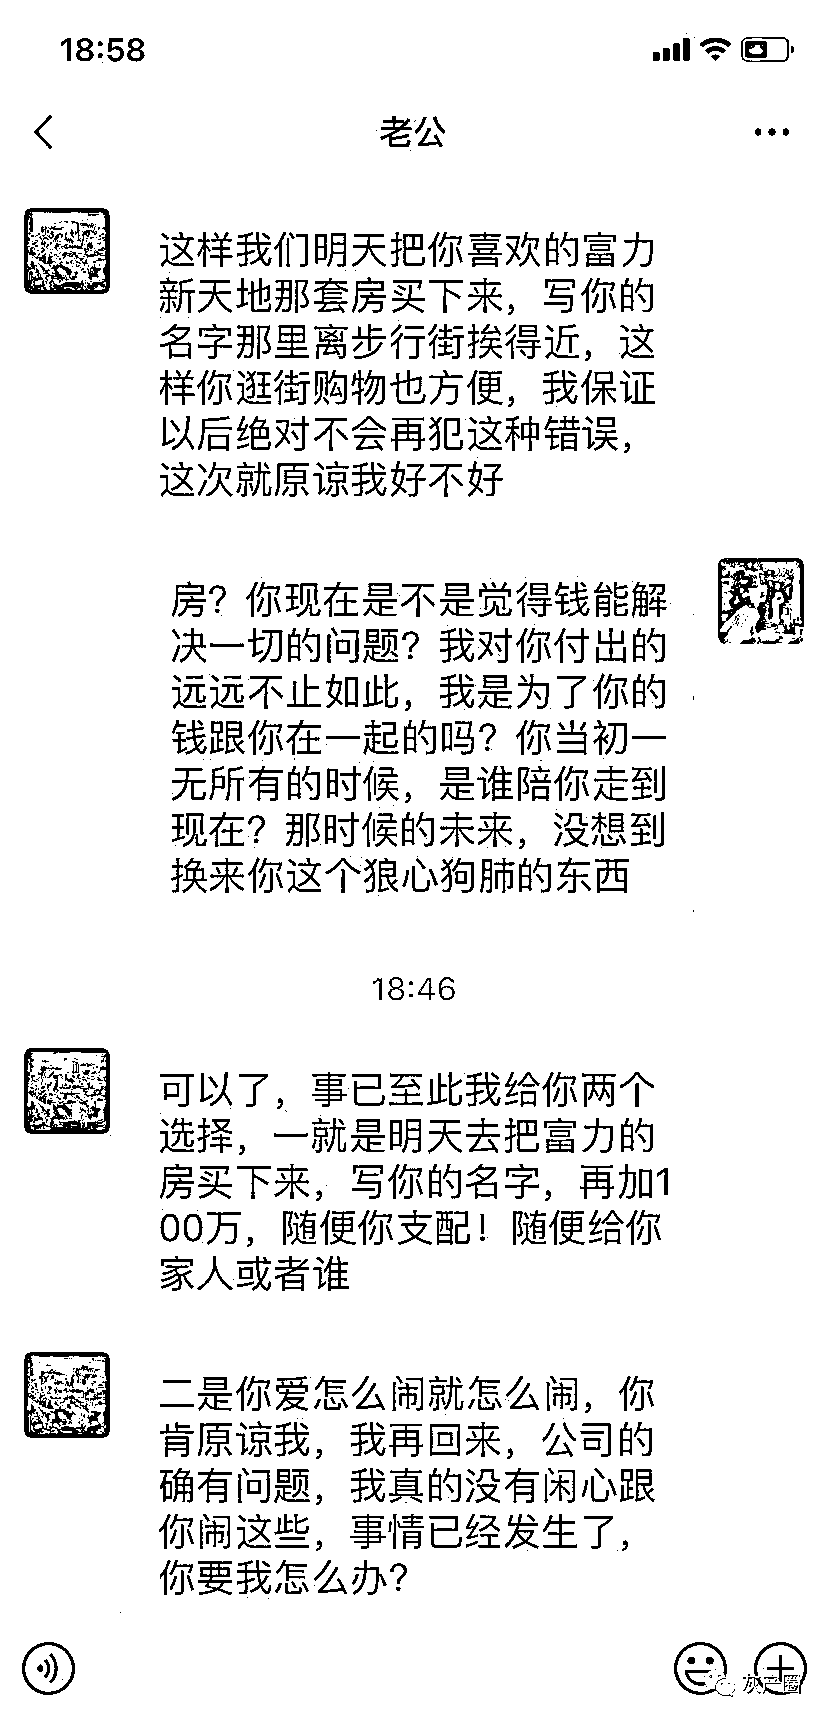 18:58
老公
这样我们明天把你喜欢的富力
新天地那套房买下来，写你的
名字那里离步行街挨得近，这
样你逛街购物也方便，我保证
以后绝对不会再犯这种错误，
这次就原谅我好不好
房？你现在是不是觉得钱能解
决一切的问题？我对你付出的
远远不止如此，我是为了你的
钱跟你在一起的吗？你当初一
无所有的时候，是谁陪你走到
现在？那时候的未来，没想到
换来你这个狼心狗肺的东西
18:46
可以了，事已至此我给你两个
选择，一就是明天去把富力的
房买下来，写你的名字，再加1
00万，随便你支配！随便给你
家人或者谁
二是你爱怎么闹就怎么闹，你
肯原谅我，我再回来，公司的
确有问题，我真的没有闲心跟
你闹这些，事情已经发生了，
你要我怎么办？
灰产圈